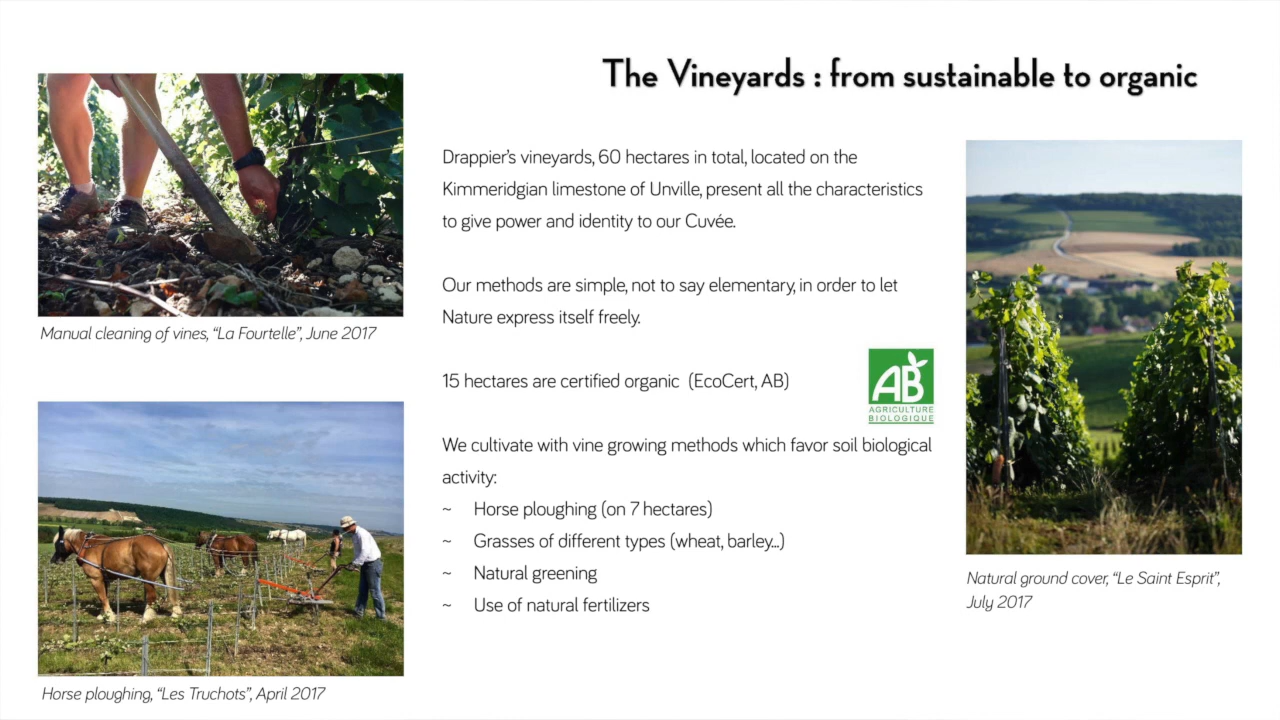 The Vineyards : from sustainable to organic
Manual cleaning of vines, “La Fourtelle”, June 2017
Horse ploughing, “Les Truchots”, April 2017
Drappier’s vineyards, 60 hectares in total, located on the
Kimmeridgian limestone of Unville, present all the characteristics
to give power and identity to our Cuvée.
Our methods are simple, not to say elementary, in order to let
Nature express itself freely.
15 hectares are certified organic (EcoCert, AB)
AB
AGRICULTURE
BIOLOGIQUE
We cultivate with vine growing methods which favor soil biological
activity:
~ Horse ploughing (on 7 hectares)
~ Grasses of different types (wheat, barley...)
~ Natural greening
~ Use of natural fertilizers
Natural ground cover, “Le Saint Esprit”,
July 2017